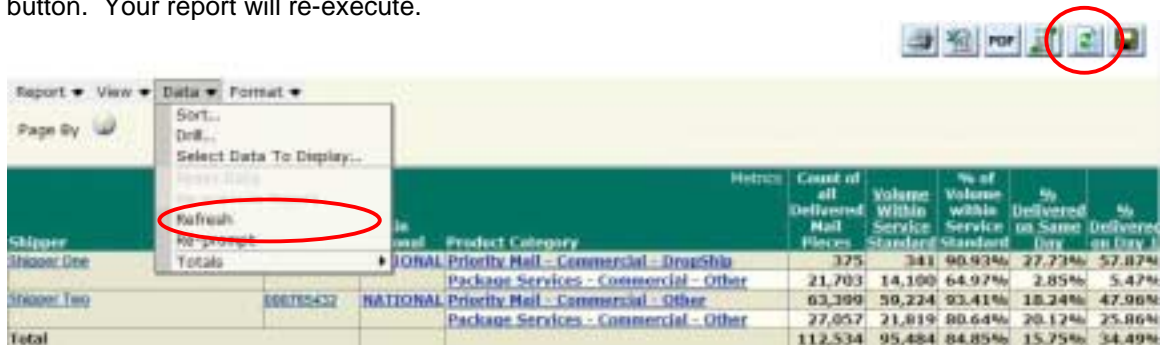 button. Your report will re-execute.
PDF
Report View Data Format
Page By
Sort...
Drill...
Select Data To Display...
Refresh
Re-prompt
Totals
Metrics
Shipper Product Category Count of all Delivered Mail Pieces Volume Within Service Standard % of Volume within Service Standard % Delivered on Same Day % Delivered on Day
Shipper One Priority Mail - Commercial - DropShip 375 341 90.93% 27.73% 57.87%
Package Services - Commercial - Other 21,703 14,100 64.97% 2.85% 5.47%
Shipper Two 000765432 NATIONAL Priority Mail - Commercial - Other 63,399 59,224 93.41% 18.24% 47.96%
Package Services - Commercial - Other 27,057 21,819 80.64% 20.12% 25.86%
Total 112,534 95,484 84.85% 15.75% 34.49%